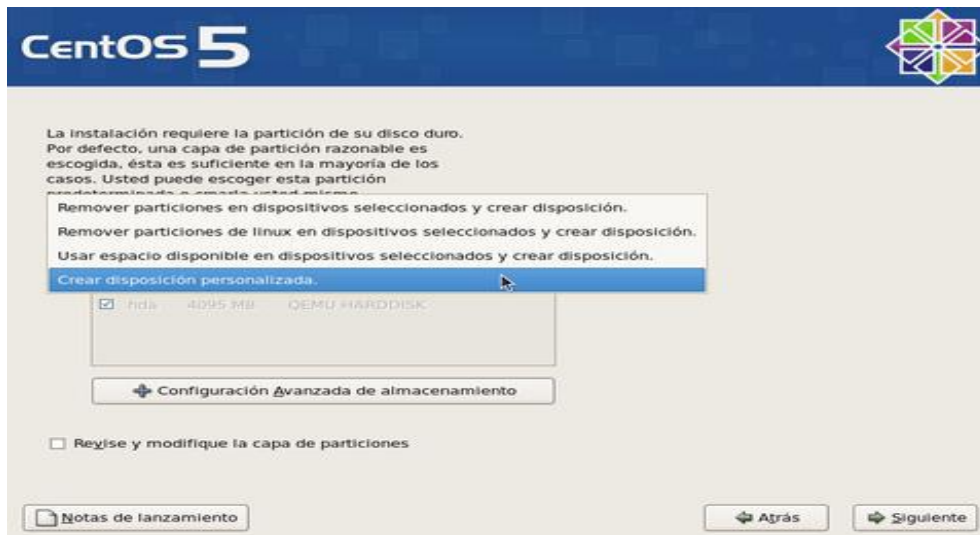 CentOS 5
La instalación requiere la partición de su disco duro.
Por defecto, una capa de partición razonable es
escogida, ésta es suficiente en la mayoría de los
casos. Usted puede escoger esta partición
predeterminada o crearla usted mismo.
Remover particiones en dispositivos seleccionados y crear disposición.
Remover particiones de linux en dispositivos seleccionados y crear disposición.
Usar espacio disponible en dispositivos seleccionados y crear disposición.
Crear disposición personalizada.
hda 4095 MB QEMU HARDDISK
Configuración Avanzada de almacenamiento
Revise y modifique la capa de particiones
Notas de lanzamiento
Atrás
Siguiente